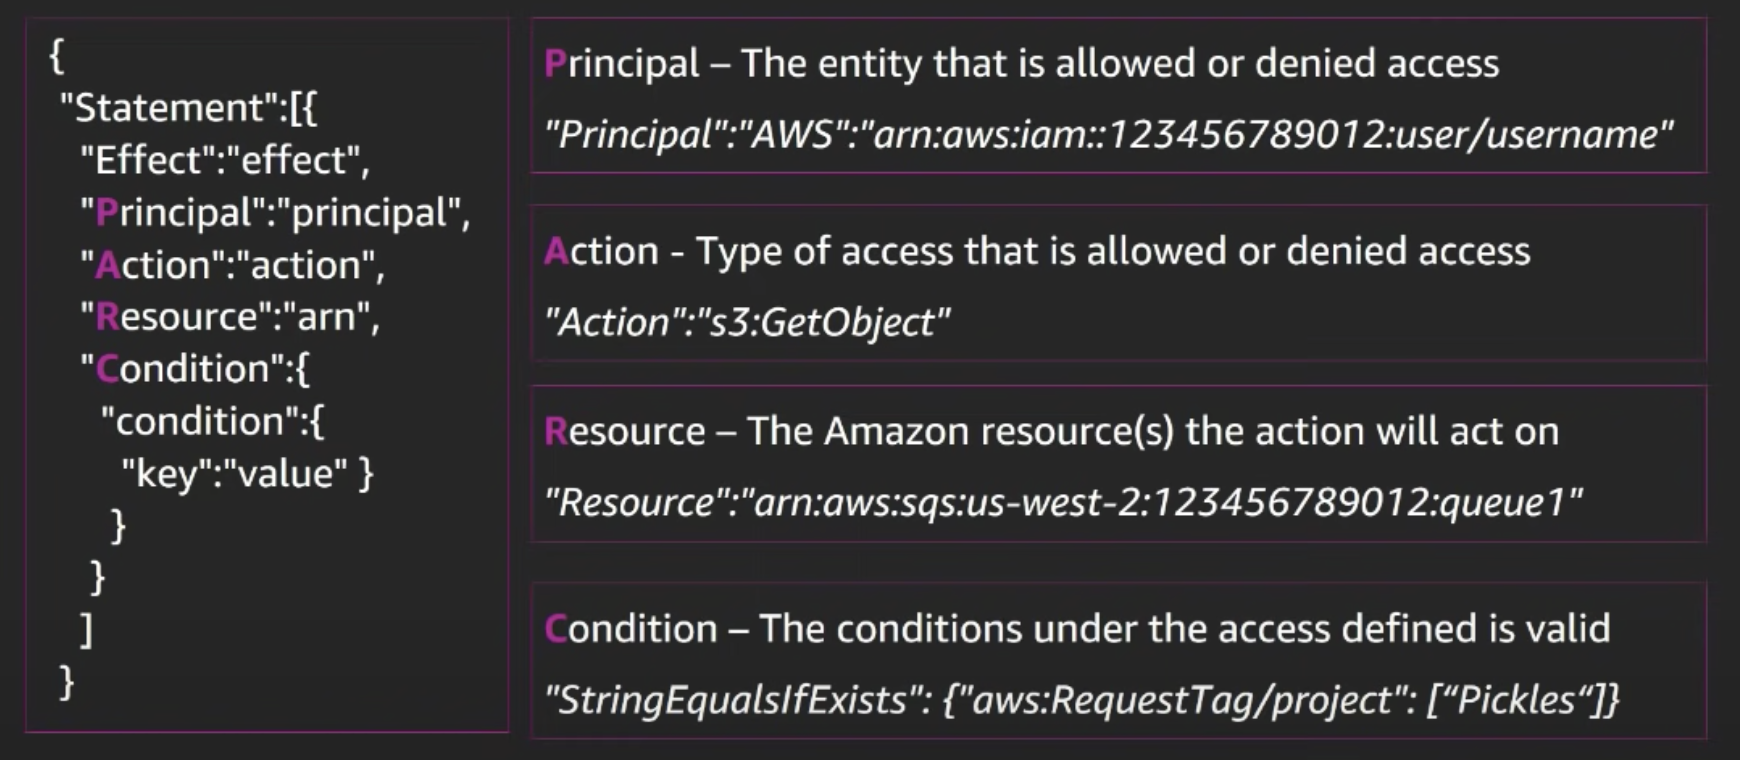 {
"Statement":[{
"Effect":"effect",
"Principal":"principal",
"Action":"action",
"Resource":"arn",
"Condition":{
"condition":{
"key":"value" }
}
}
]
}
Principal – The entity that is allowed or denied access
"Principal":"AWS":"arn:aws:iam::123456789012:user/username"
Action - Type of access that is allowed or denied access
"Action":"s3:GetObject"
Resource – The Amazon resource(s) the action will act on
"Resource":"arn:aws:sqs:us-west-2:123456789012:queue1"
Condition – The conditions under the access defined is valid
"StringEqualsIfExists": {"aws:RequestTag/project": [“Pickles“]}